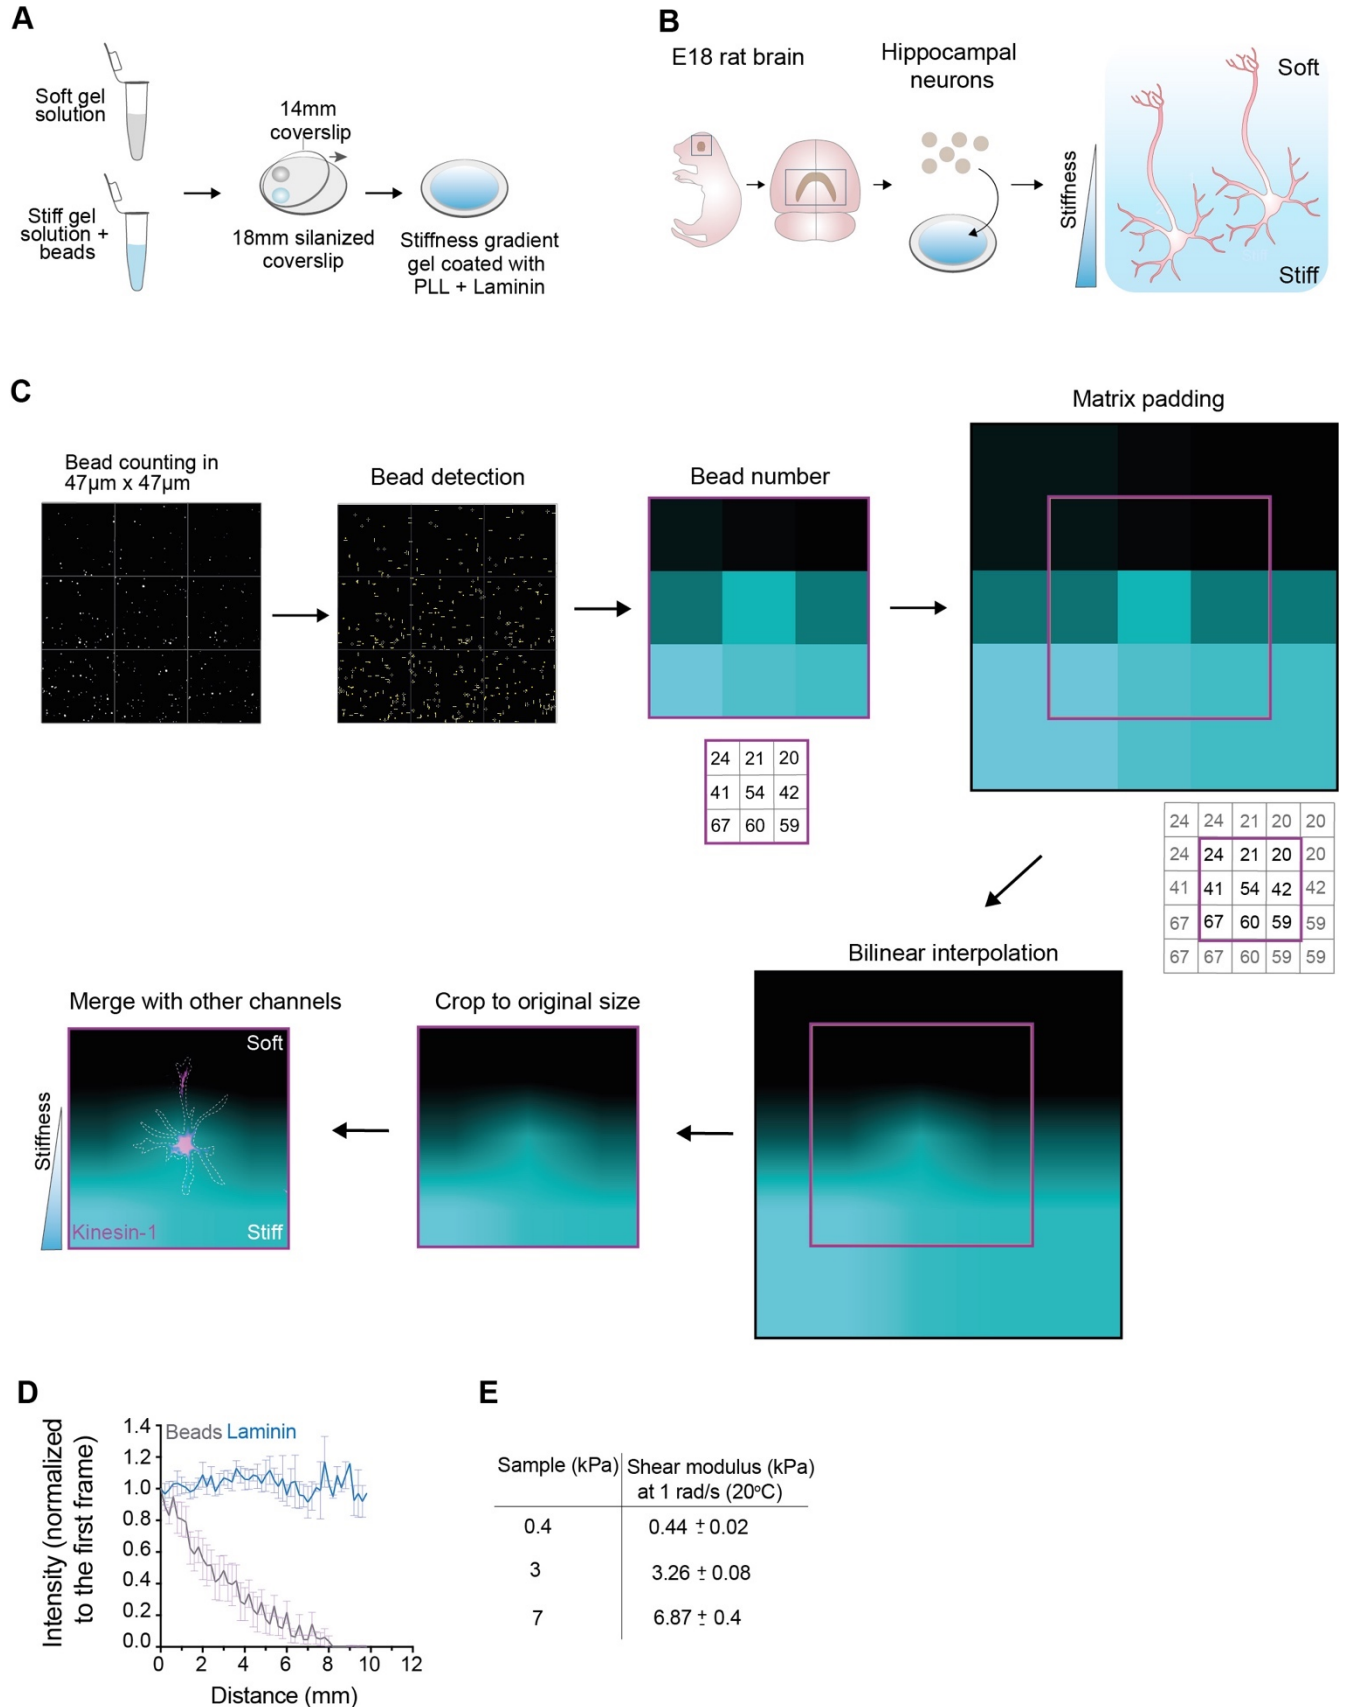 A
Soft gel
solution
Stiff gel
solution +
beads
14mm
coverslip
18mm silanized
coverslip
Stiffness gradient
gel coated with
PLL + Laminin
B
E18 rat brain
Hippocampal
neurons
Stiffness
Soft
Stiff
C
Bead counting in
47µm x 47µm
Bead detection
Bead number
24 21 20
41 54 42
67 60 59
Matrix padding
24 24 21 20 20
24 24 21 20 20
41 41 54 42 42
67 67 60 59 59
67 67 60 59 59
Bilinear interpolation
Crop to original size
Merge with other channels
Stiffness
Soft
Kinesin-1
Stiff
D
Intensity (normalized
to the first frame)
Beads Laminin
1.4
1.2
1.0
0.8
0.6
0.4
0.2
0.0
0 2 4 6 8 10 12
Distance (mm)
E
Sample (kPa) Shear modulus (kPa)
at 1 rad/s (20°C)
0.4 0.44 ± 0.02
3 3.26 ± 0.08
7 6.87 ± 0.4